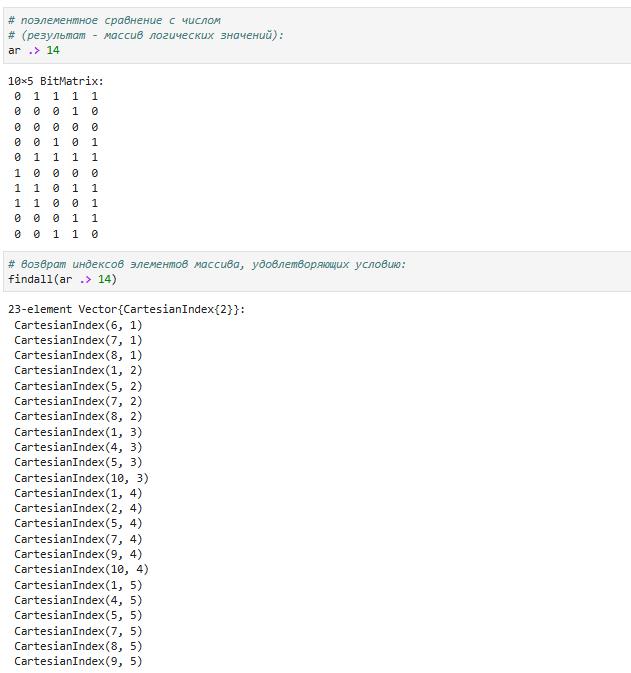 # поэлементное сравнение с числом
# (результат - массив логических значений):
ar .> 14
10×5 BitMatrix:
0 1 1 1 1
0 0 0 1 0
0 0 0 0 0
0 0 1 0 1
0 1 1 1 1
1 0 0 0 0
1 1 0 1 1
1 1 0 0 1
0 0 0 1 1
0 0 1 1 0
# возврат индексов элементов массива, удовлетворяющих условию:
findall(ar .> 14)
23-element Vector{CartesianIndex{2}}:
CartesianIndex(6, 1)
CartesianIndex(7, 1)
CartesianIndex(8, 1)
CartesianIndex(1, 2)
CartesianIndex(5, 2)
CartesianIndex(7, 2)
CartesianIndex(8, 2)
CartesianIndex(1, 3)
CartesianIndex(4, 3)
CartesianIndex(5, 3)
CartesianIndex(10, 3)
CartesianIndex(1, 4)
CartesianIndex(2, 4)
CartesianIndex(5, 4)
CartesianIndex(7, 4)
CartesianIndex(9, 4)
CartesianIndex(10, 4)
CartesianIndex(1, 5)
CartesianIndex(4, 5)
CartesianIndex(5, 5)
CartesianIndex(7, 5)
CartesianIndex(8, 5)
CartesianIndex(9, 5)